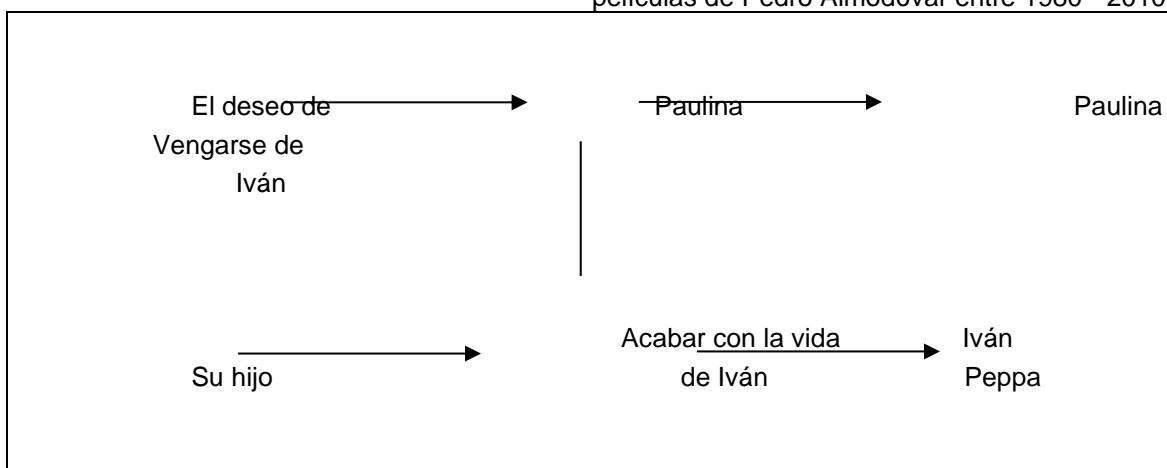 películas de Pedro Almodóvar entre 1980 - 2010
El deseo de
Vengarse de
Iván
Paulina
Paulina
Su hijo
Acabar con la vida
de Iván
Iván
Peppa